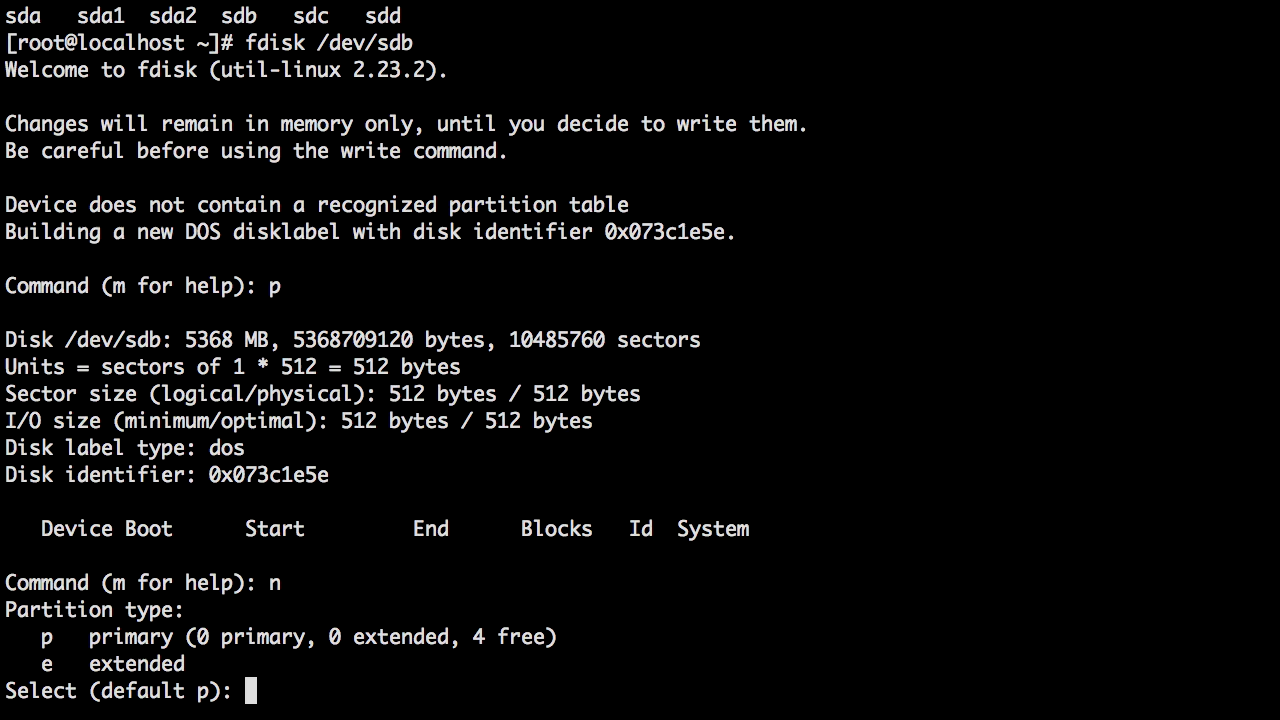 sda   sda1  sda2  sdb   sdc   sdd
[root@localhost ~]# fdisk /dev/sdb
Welcome to fdisk (util-linux 2.23.2).
Changes will remain in memory only, until you decide to write them.
Be careful before using the write command.
Device does not contain a recognized partition table
Building a new DOS disklabel with disk identifier 0x073c1e5e.
Command (m for help): p
Disk /dev/sdb: 5368 MB, 5368709120 bytes, 10485760 sectors
Units = sectors of 1 * 512 = 512 bytes
Sector size (logical/physical): 512 bytes / 512 bytes
I/O size (minimum/optimal): 512 bytes / 512 bytes
Disk label type: dos
Disk identifier: 0x073c1e5e
   Device Boot      Start         End      Blocks   Id  System
Command (m for help): n
Partition type:
   p   primary (0 primary, 0 extended, 4 free)
   e   extended
Select (default p):